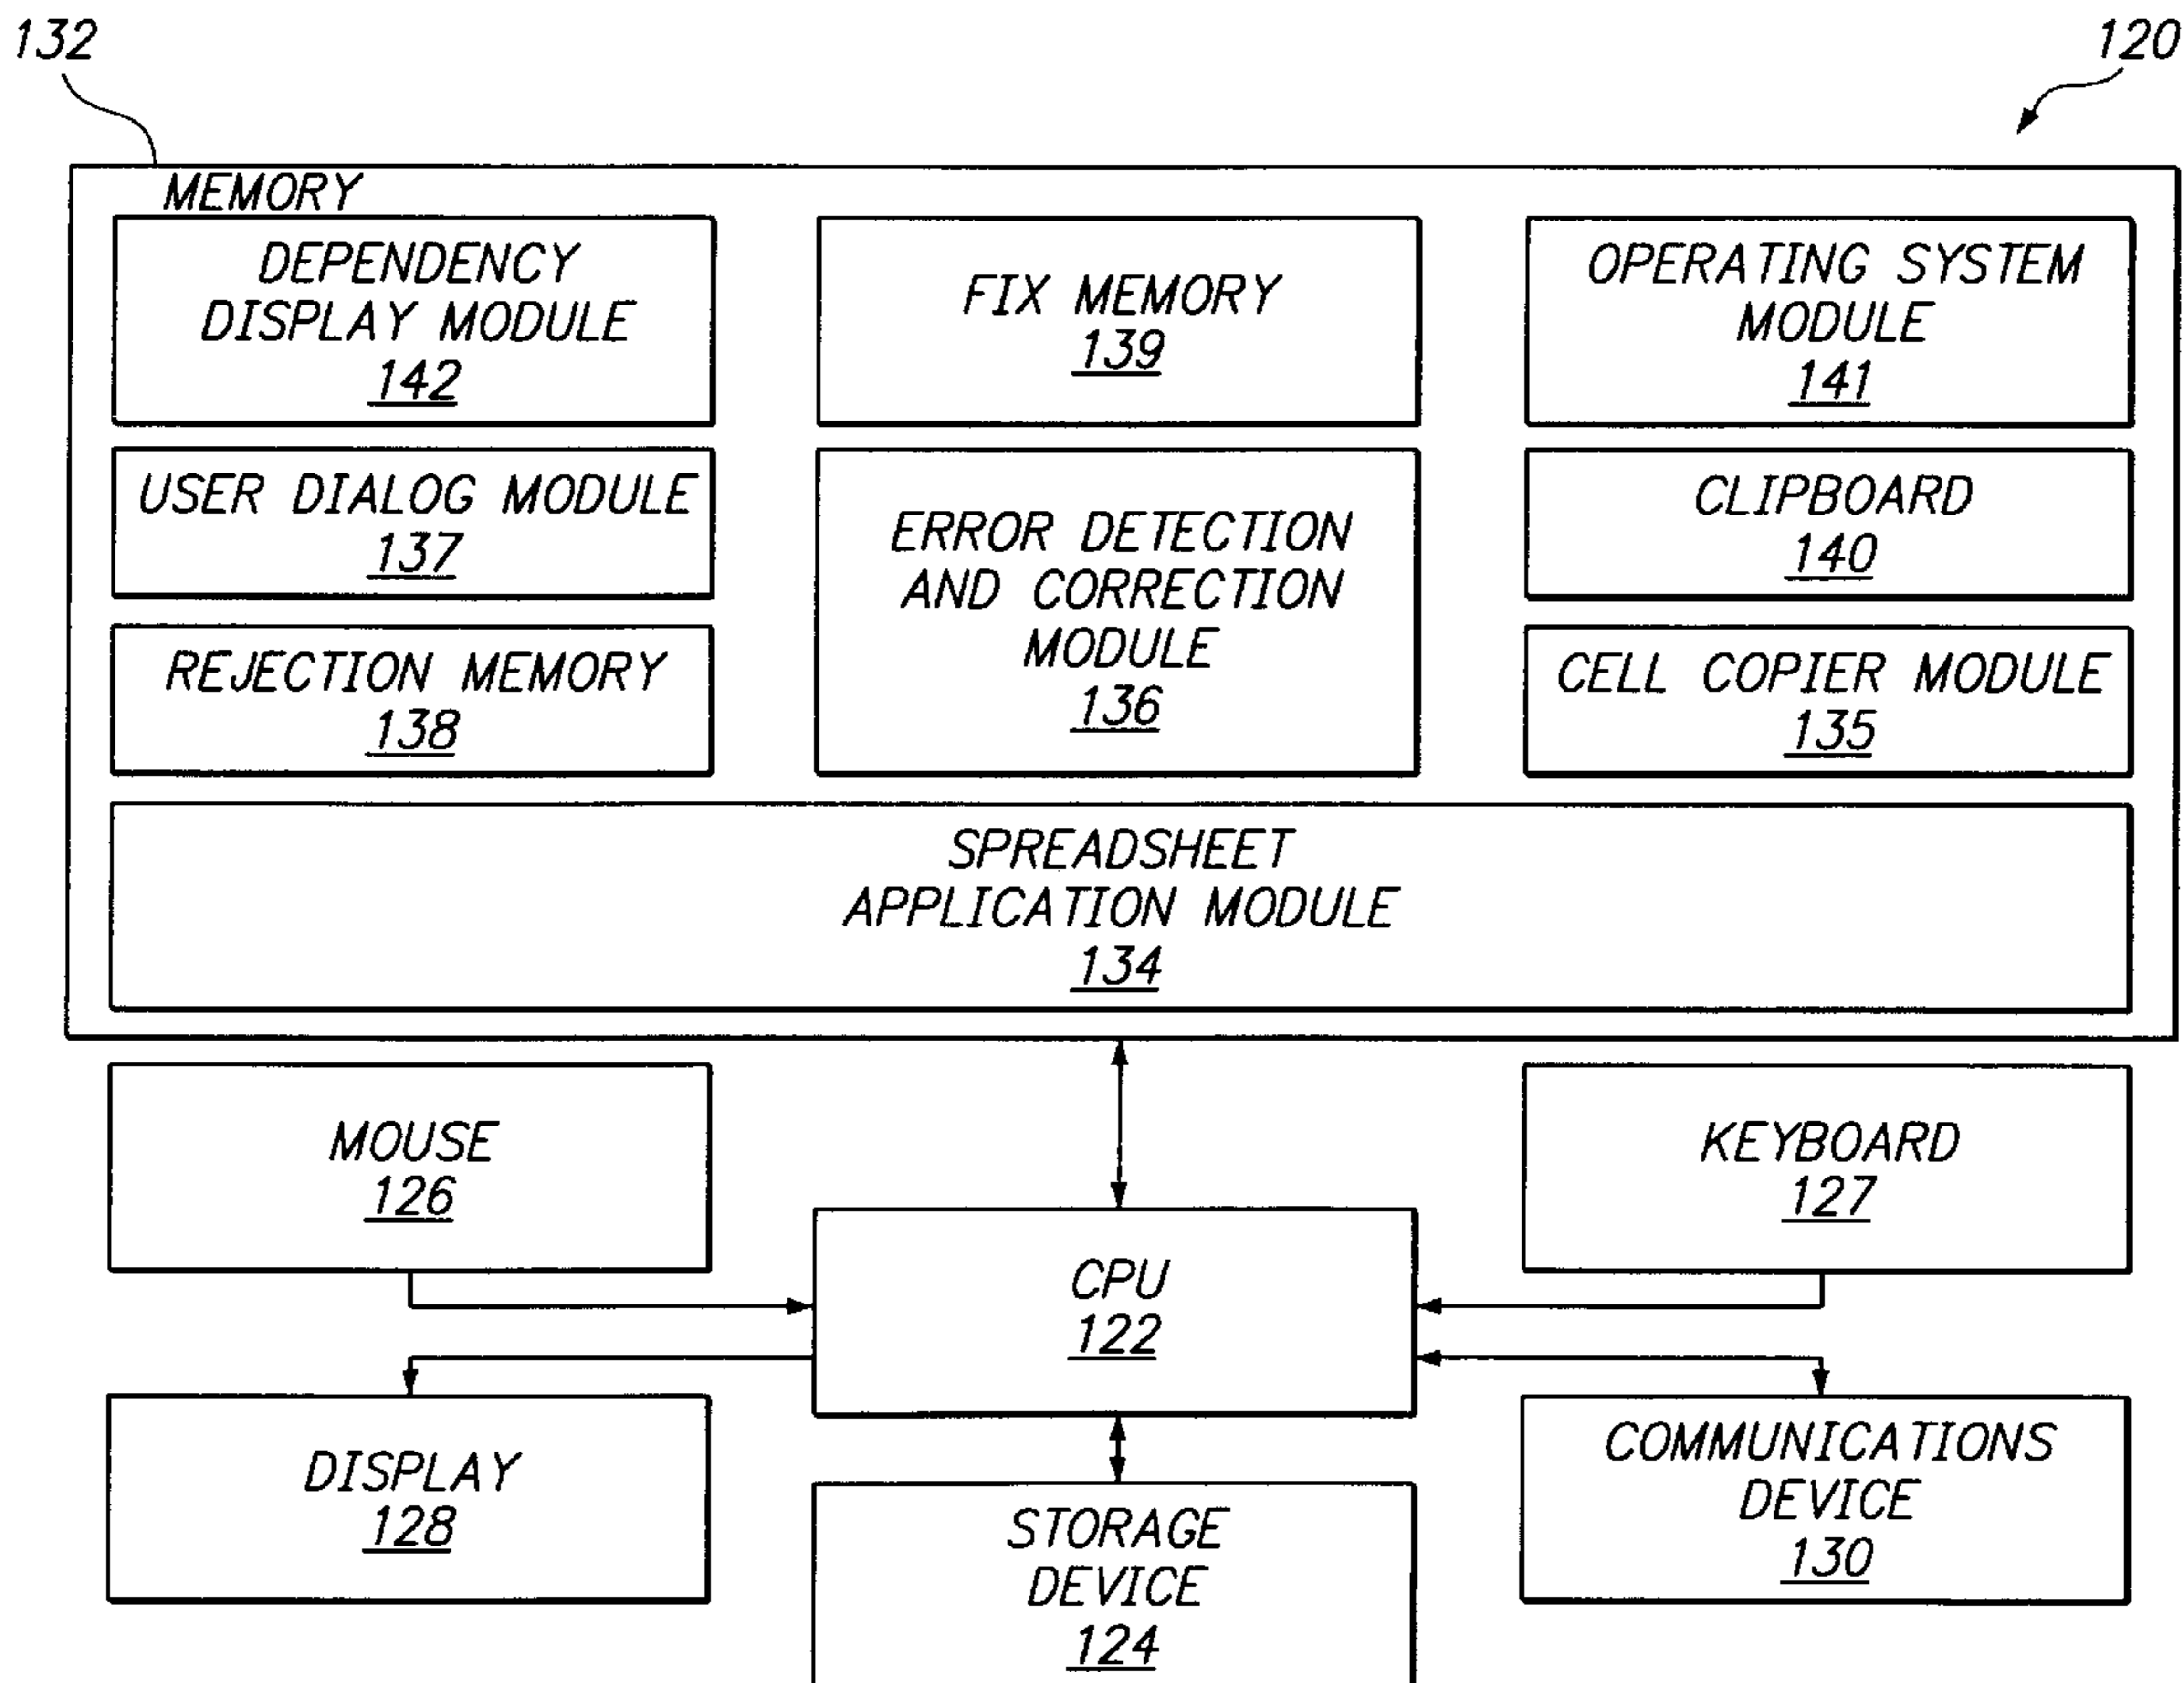 132
120
MEMORY
DEPENDENCY
DISPLAY MODULE
142
FIX MEMORY
139
OPERATING SYSTEM
MODULE
141
USER DIALOG MODULE
137
ERROR DETECTION
AND CORRECTION
MODULE
136
CLIPBOARD
140
REJECTION MEMORY
138
CELL COPIER MODULE
135
SPREADSHEET
APPLICATION MODULE
134
MOUSE
126
KEYBOARD
127
CPU
122
DISPLAY
128
STORAGE
DEVICE
124
COMMUNICATIONS
DEVICE
130